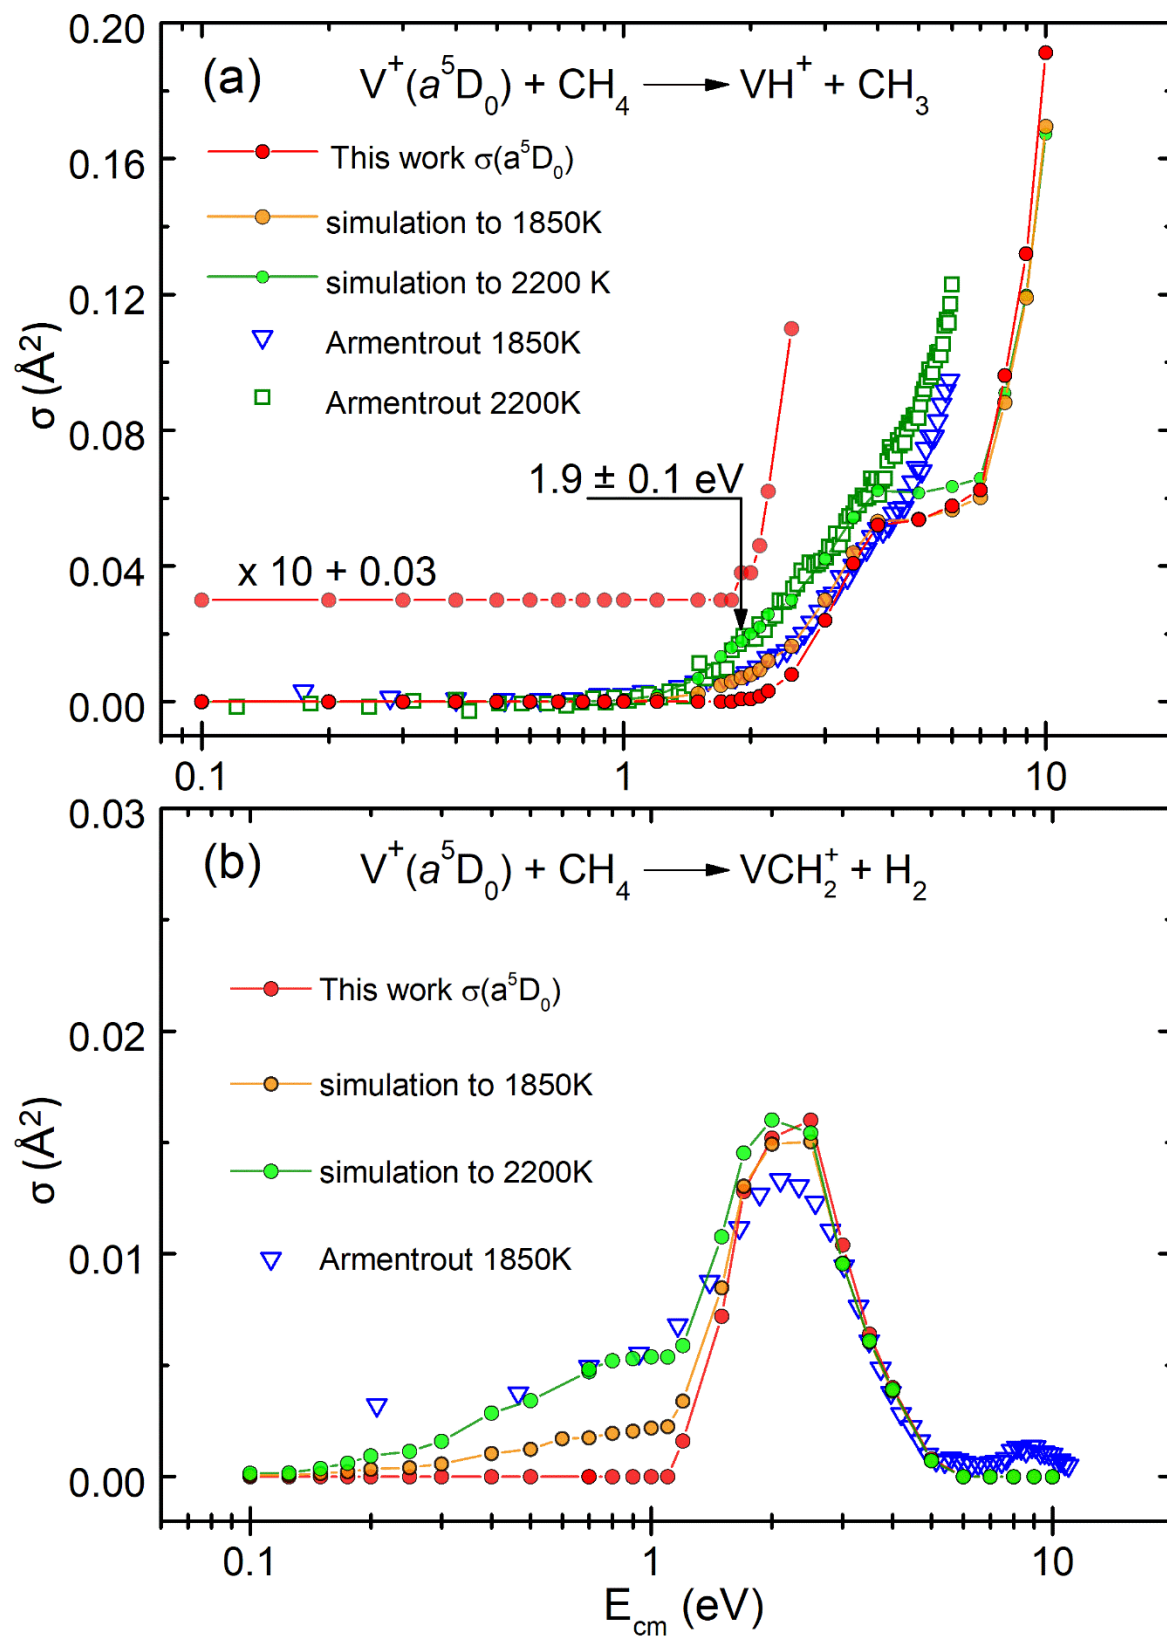 0.20
(a)
V⁺(a⁵D₀) + CH₄ ⟶ VH⁺ + CH₃
0.16
This work σ(a⁵D₀)
simulation to 1850K
simulation to 2200 K
0.12
Armentrout 1850K
Armentrout 2200K
σ (Å²)
0.08
1.9 ± 0.1 eV
x 10 + 0.03
0.04
0.00
0.1 1 10
0.03
(b)
V⁺(a⁵D₀) + CH₄ ⟶ VCH₂⁺ + H₂
This work σ(a⁵D₀)
0.02
simulation to 1850K
σ (Å²)
simulation to 2200K
0.01
Armentrout 1850K
0.00
0.1 1 10
E_cm (eV)